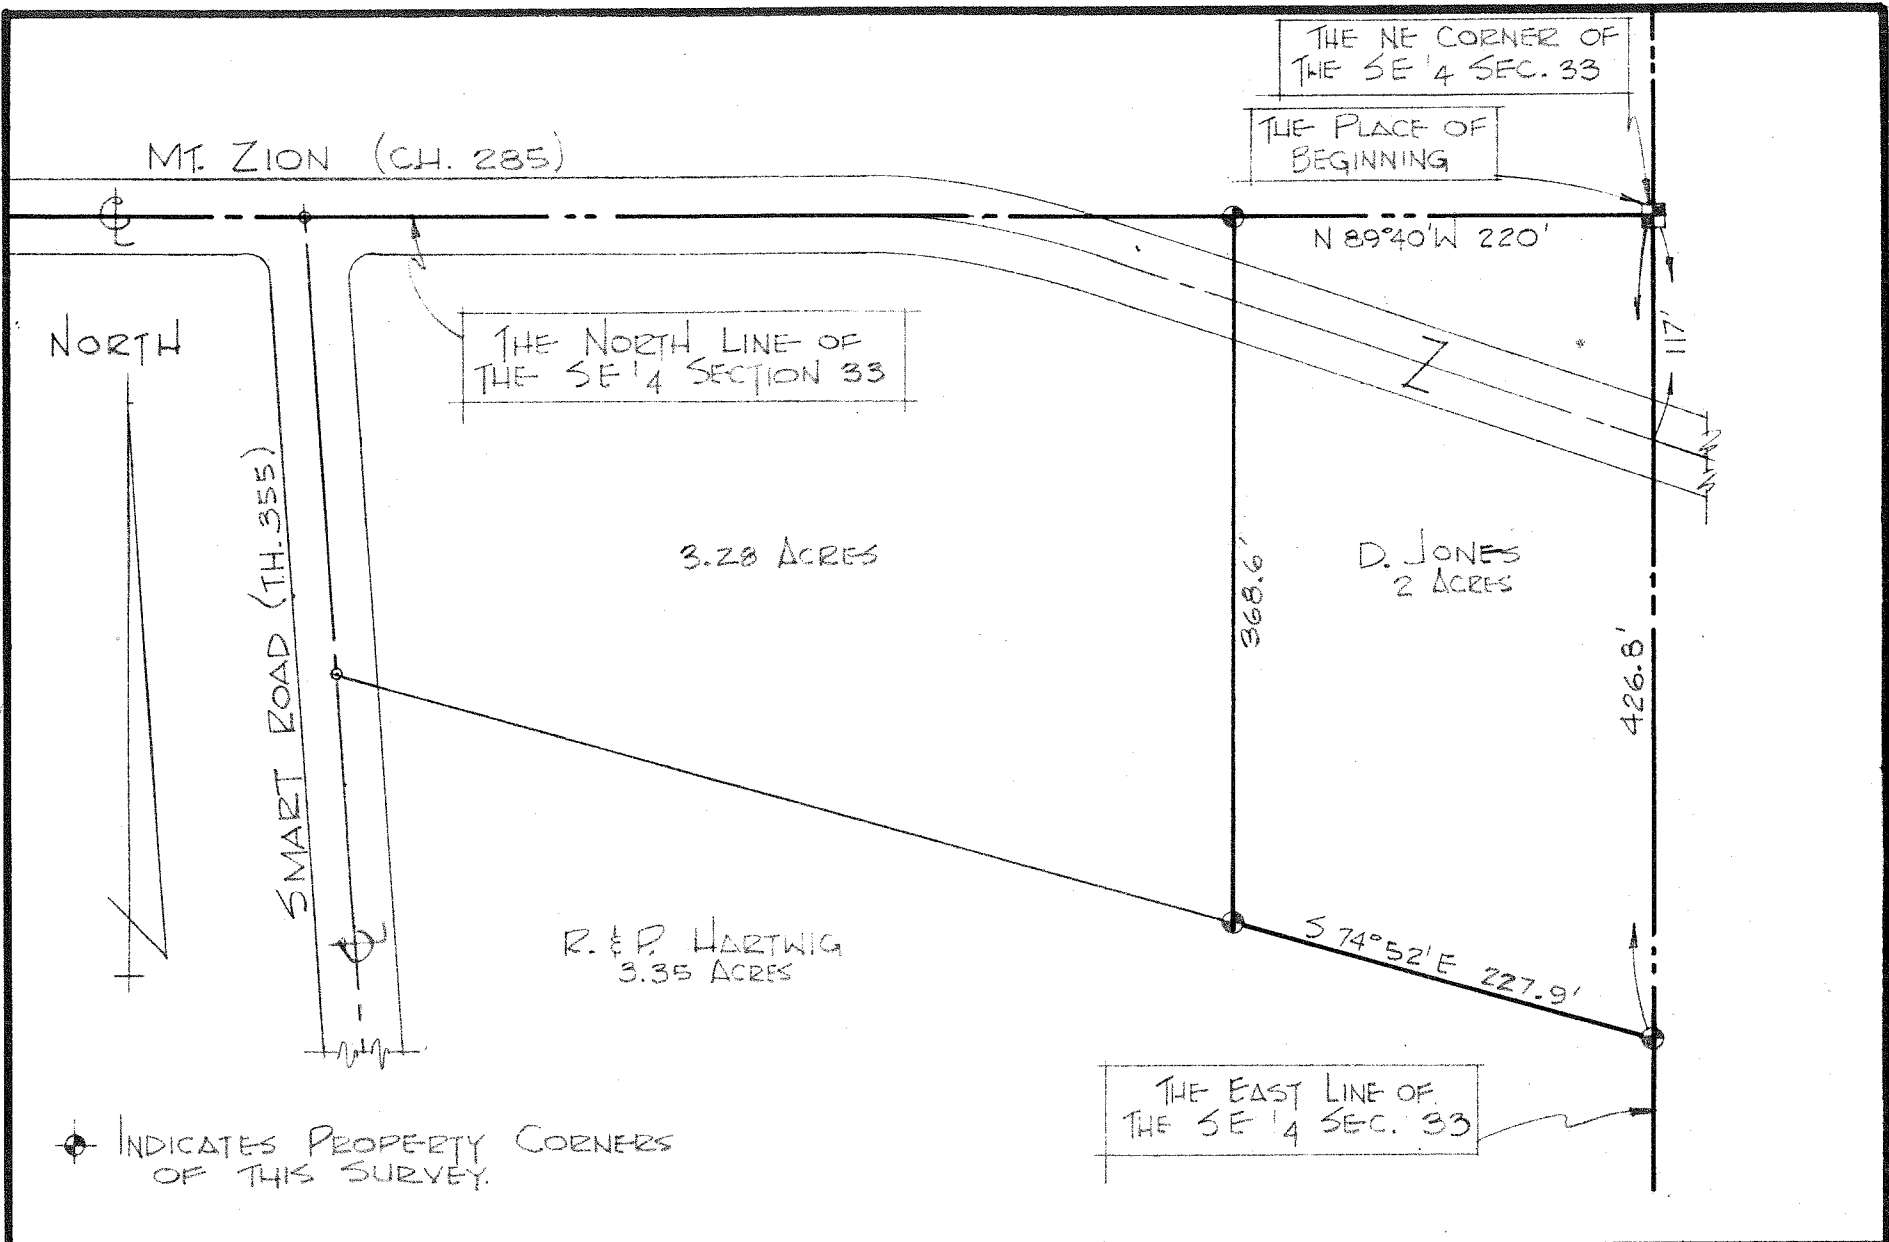 THE NE CORNER OF
THE SE 1/4 SEC. 33
THE PLACE OF
BEGINNING
MT. ZION (C.H. 285)
N 89°40'W 220'
117'
NORTH
THE NORTH LINE OF
THE SE 1/4 SECTION 33
SMART ROAD (T.H. 355)
3.28 ACRES
368.6'
D. JONES
2 ACRES
426.8'
R. & P. HARTWIG
3.35 ACRES
S 74°52'E 227.9'
THE EAST LINE OF
THE SE 1/4 SEC. 33
INDICATES PROPERTY CORNERS
OF THIS SURVEY.